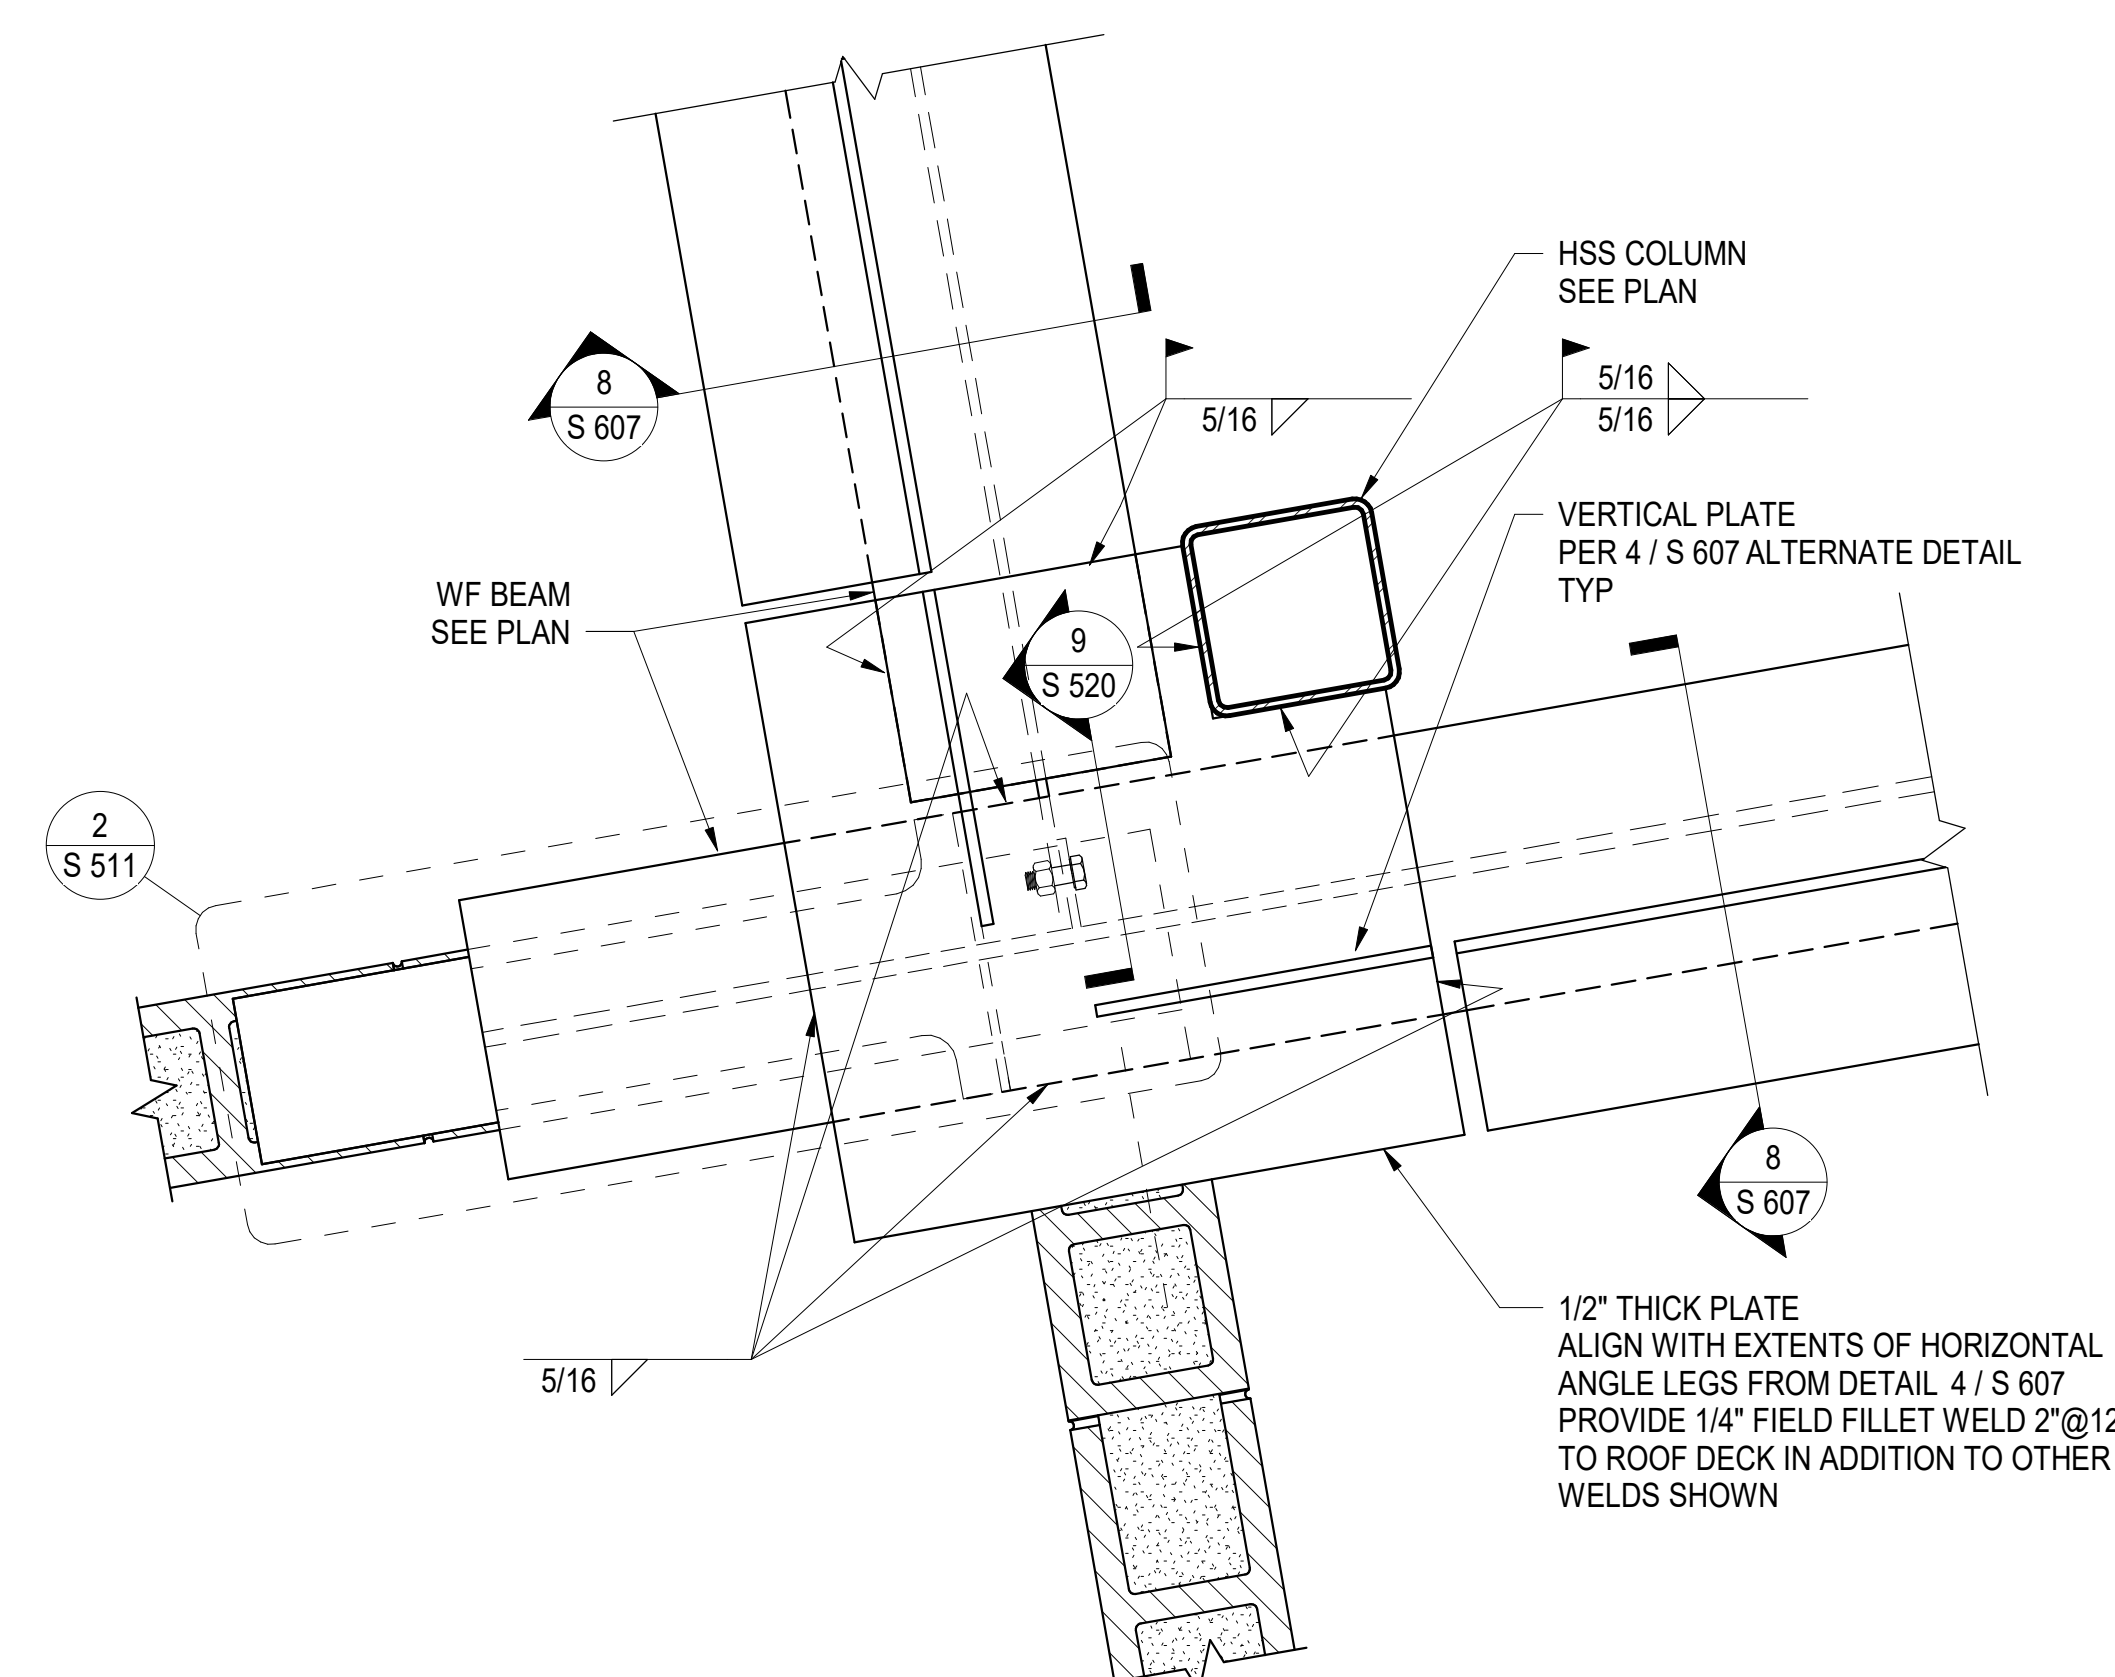 HSS COLUMN
SEE PLAN
8
S 607
5/16
5/16
5/16
VERTICAL PLATE
PER 4 / S 607 ALTERNATE DETAIL
TYP
WF BEAM
SEE PLAN
9
S 520
2
S 511
8
S 607
1/2" THICK PLATE
ALIGN WITH EXTENTS OF HORIZONTAL
ANGLE LEGS FROM DETAIL 4 / S 607
PROVIDE 1/4" FIELD FILLET WELD 2"@12
TO ROOF DECK IN ADDITION TO OTHER
WELDS SHOWN
5/16